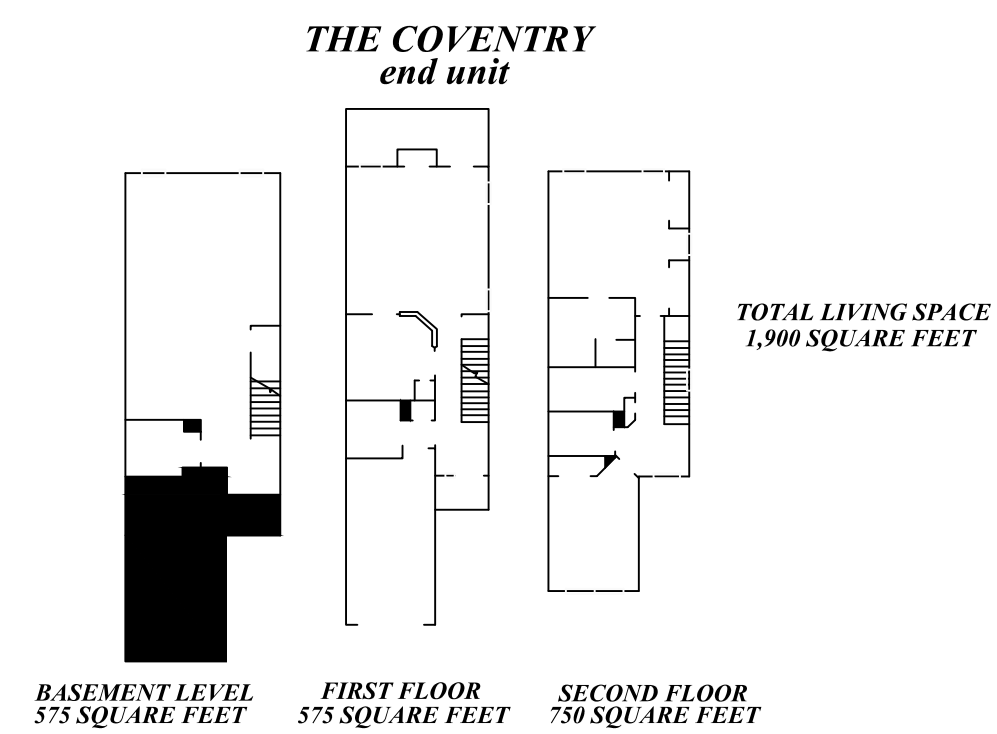 THE COVENTRY
end unit
TOTAL LIVING SPACE
1,900 SQUARE FEET
BASEMENT LEVEL
575 SQUARE FEET
FIRST FLOOR
575 SQUARE FEET
SECOND FLOOR
750 SQUARE FEET